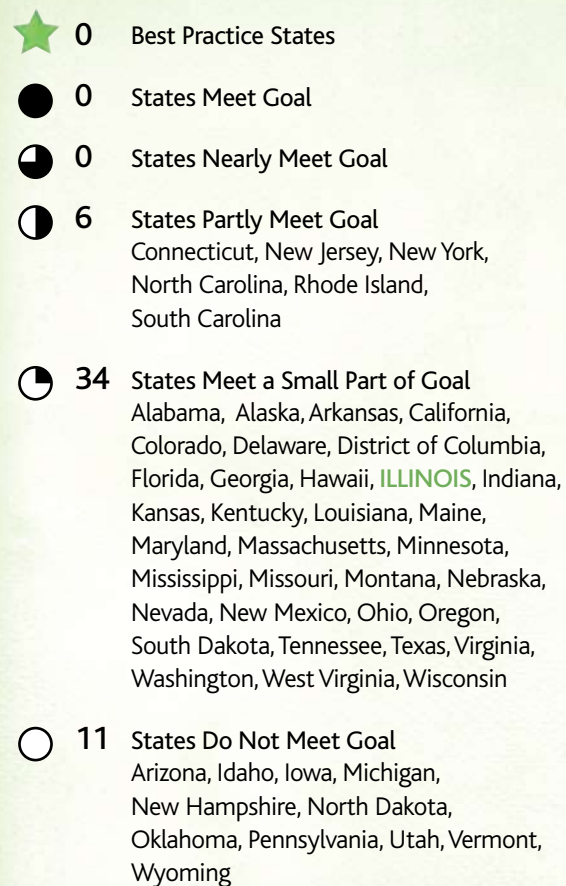 0 Best Practice States
0 States Meet Goal
0 States Nearly Meet Goal
6 States Partly Meet Goal
Connecticut, New Jersey, New York,
North Carolina, Rhode Island,
South Carolina
34 States Meet a Small Part of Goal
Alabama, Alaska, Arkansas, California,
Colorado, Delaware, District of Columbia,
Florida, Georgia, Hawaii, ILLINOIS, Indiana,
Kansas, Kentucky, Louisiana, Maine,
Maryland, Massachusetts, Minnesota,
Mississippi, Missouri, Montana, Nebraska,
Nevada, New Mexico, Ohio, Oregon,
South Dakota, Tennessee, Texas, Virginia,
Washington, West Virginia, Wisconsin
11 States Do Not Meet Goal
Arizona, Idaho, Iowa, Michigan,
New Hampshire, North Dakota,
Oklahoma, Pennsylvania, Utah, Vermont,
Wyoming